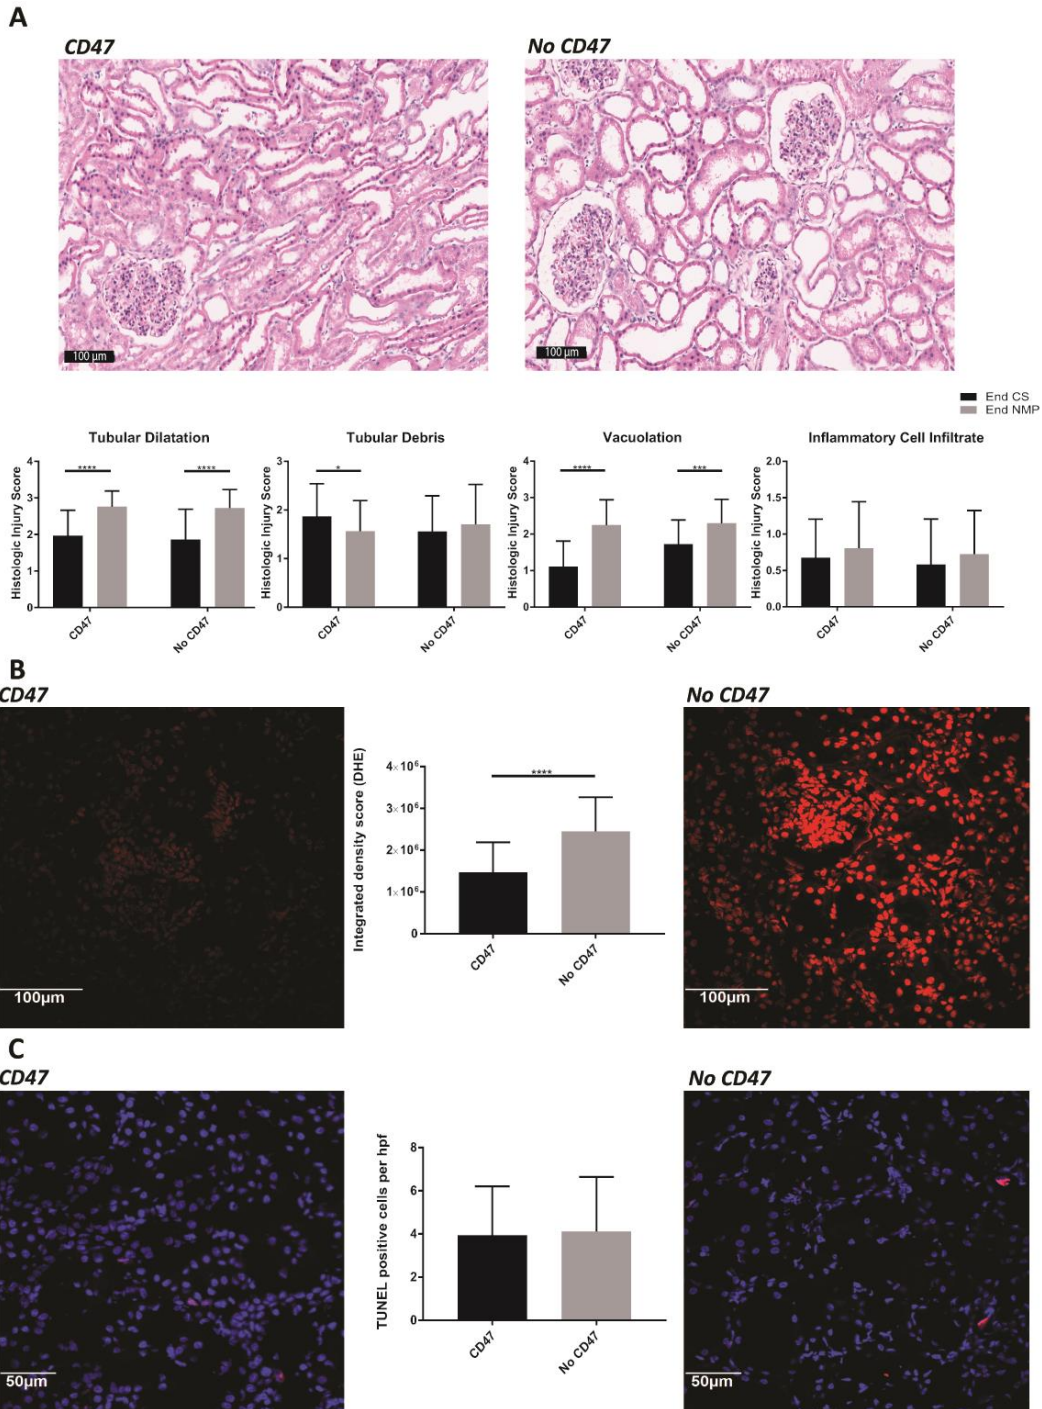 A
CD47
No CD47
100 µm
100 µm
End CS
End NMP
Tubular Dilatation
Histologic Injury Score
4
3
2
1
0
****
****
CD47
No CD47
Tubular Debris
Histologic Injury Score
3
2
1
0
*
CD47
No CD47
Vacuolation
Histologic Injury Score
4
3
2
1
0
****
***
CD47
No CD47
Inflammatory Cell Infiltrate
Histologic Injury Score
2.0
1.5
1.0
0.5
0.0
CD47
No CD47
B
CD47
No CD47
100µm
Integrated density score (DHE)
4×10⁶
3×10⁶
2×10⁶
1×10⁶
0
****
CD47
No CD47
100µm
C
CD47
No CD47
50µm
TUNEL positive cells per hpf
8
6
4
2
0
CD47
No CD47
50µm